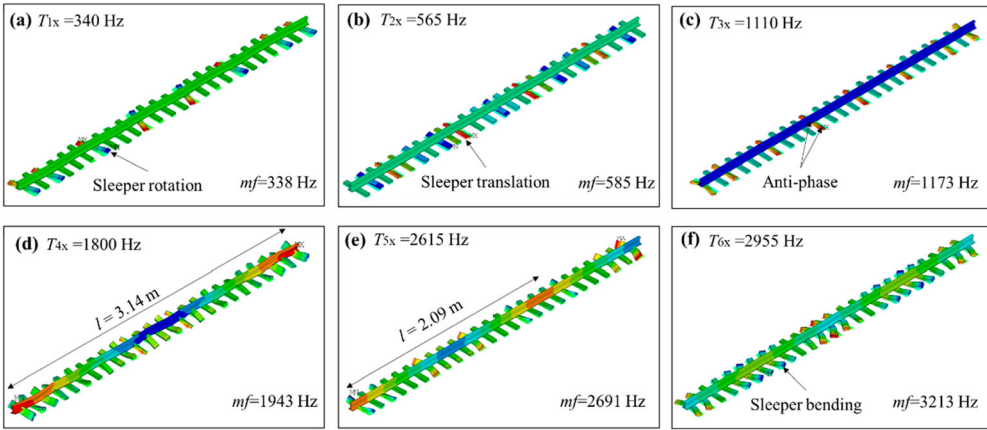 (a) T1x =340 Hz
Sleeper rotation
mf=338 Hz
(b) T2x =565 Hz
Sleeper translation
mf=585 Hz
(c) T3x=1110 Hz
Anti-phase
mf=1173 Hz
(d) T4x =1800 Hz
l = 3.14 m
mf=1943 Hz
(e) T5x=2615 Hz
l = 2.09 m
mf=2691 Hz
(f) T6x=2955 Hz
Sleeper bending
mf=3213 Hz